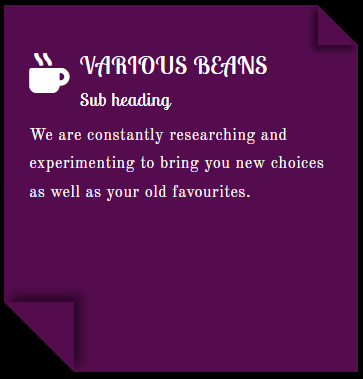 VARIOUS BEANS
Sub heading
We are constantly researching and
experimenting to bring you new choices
as well as your old favourites.